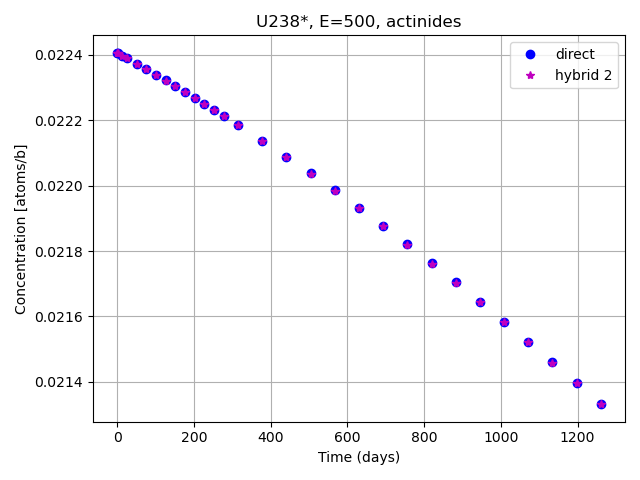 U238*, E=500, actinides
direct
hybrid 2
Concentration [atoms/b]
0.0224
0.0222
0.0220
0.0218
0.0216
0.0214
0 200 400 600 800 1000 1200
Time (days)